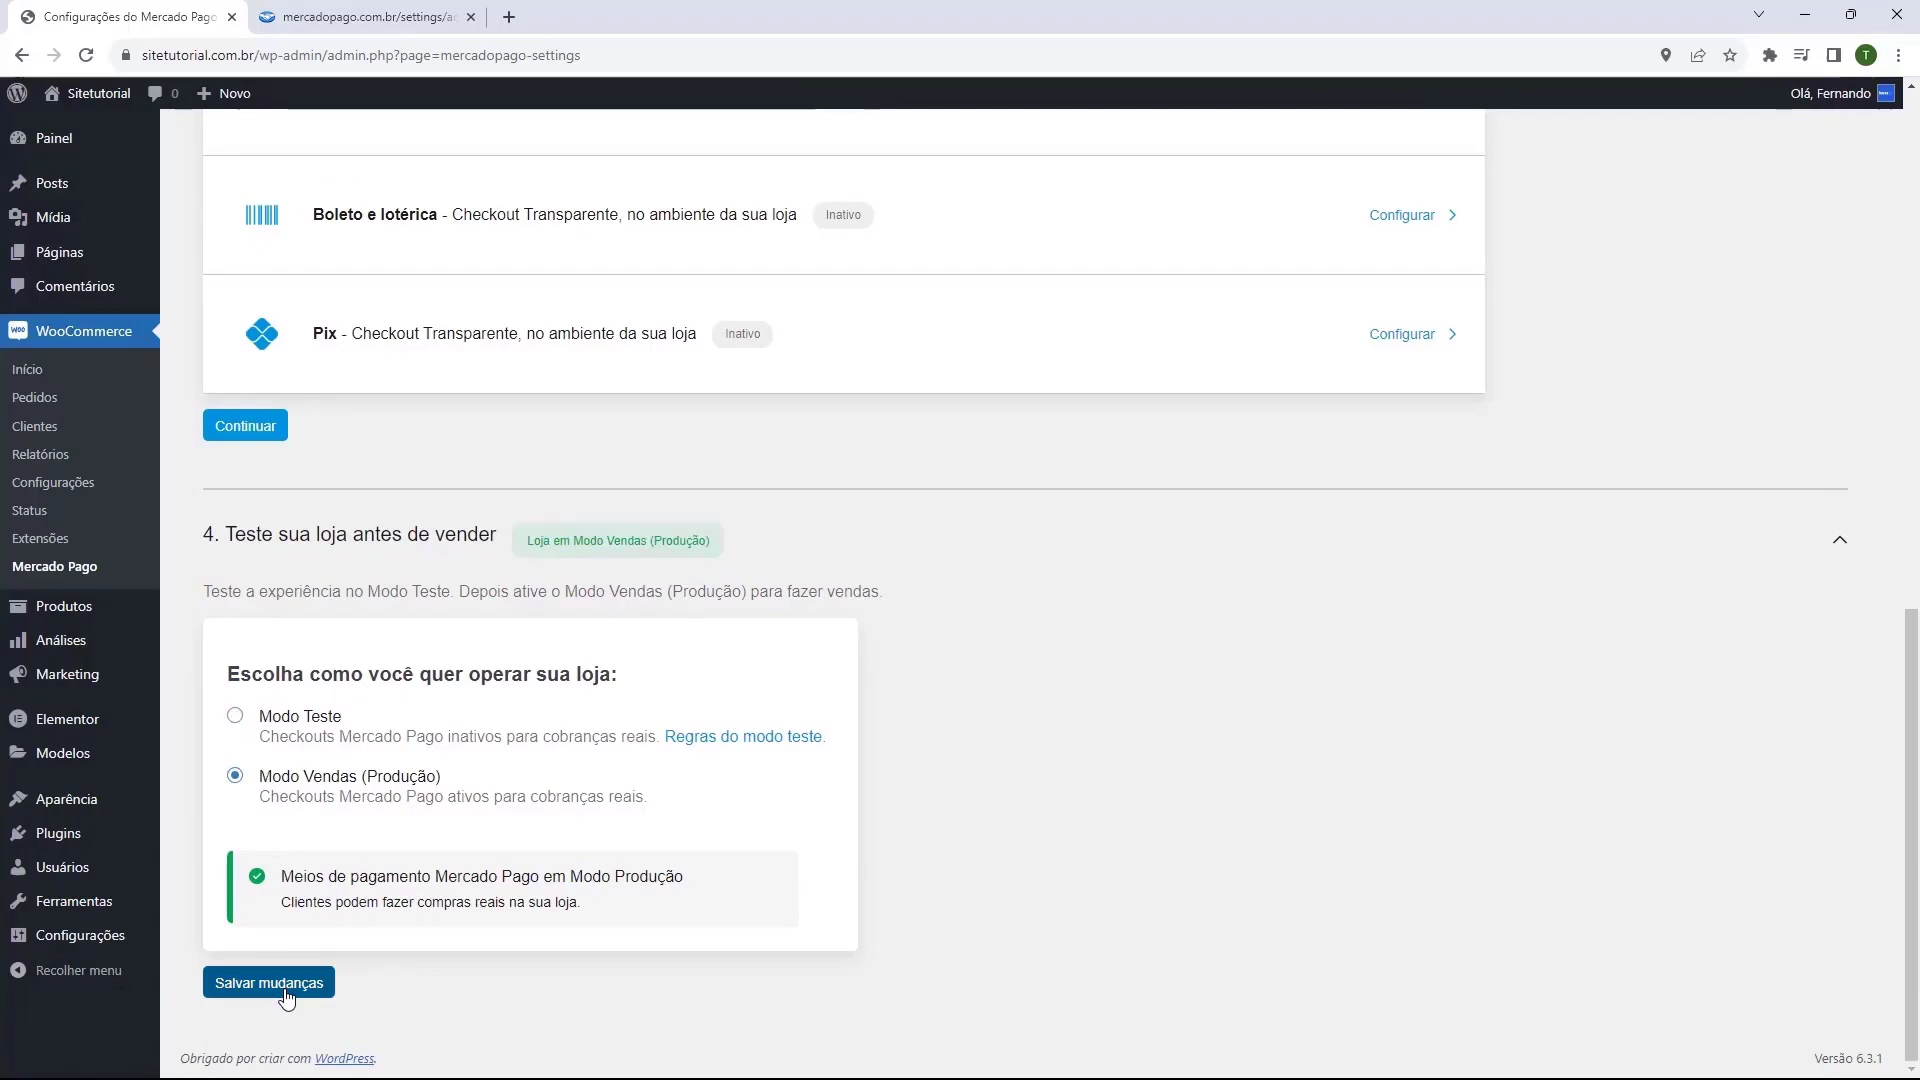 Configurações do Mercado Pago
mercadopago.com.br/settings/ac
sitetutorial.com.br/wp-admin/admin.php?page=mercadopago-settings
T
Sitetutorial
0
Novo
Olá, Fernando
Painel
Posts
Mídia
Páginas
Comentários
woo
WooCommerce
Início
Pedidos
Clientes
Relatórios
Configurações
Status
Extensões
Mercado Pago
Produtos
Análises
Marketing
Elementor
Modelos
Aparência
Plugins
Usuários
Ferramentas
Configurações
Recolher menu
Boleto e lotérica - Checkout Transparente, no ambiente da sua loja
Inativo
Configurar
Pix - Checkout Transparente, no ambiente da sua loja
Inativo
Configurar
Continuar
4. Teste sua loja antes de vender
Loja em Modo Vendas (Produção)
Teste a experiência no Modo Teste. Depois ative o Modo Vendas (Produção) para fazer vendas.
Escolha como você quer operar sua loja:
Modo Teste
Checkouts Mercado Pago inativos para cobranças reais. Regras do modo teste.
Modo Vendas (Produção)
Checkouts Mercado Pago ativos para cobranças reais.
Meios de pagamento Mercado Pago em Modo Produção
Clientes podem fazer compras reais na sua loja.
Salvar mudanças
Obrigado por criar com WordPress.
Versão 6.3.1